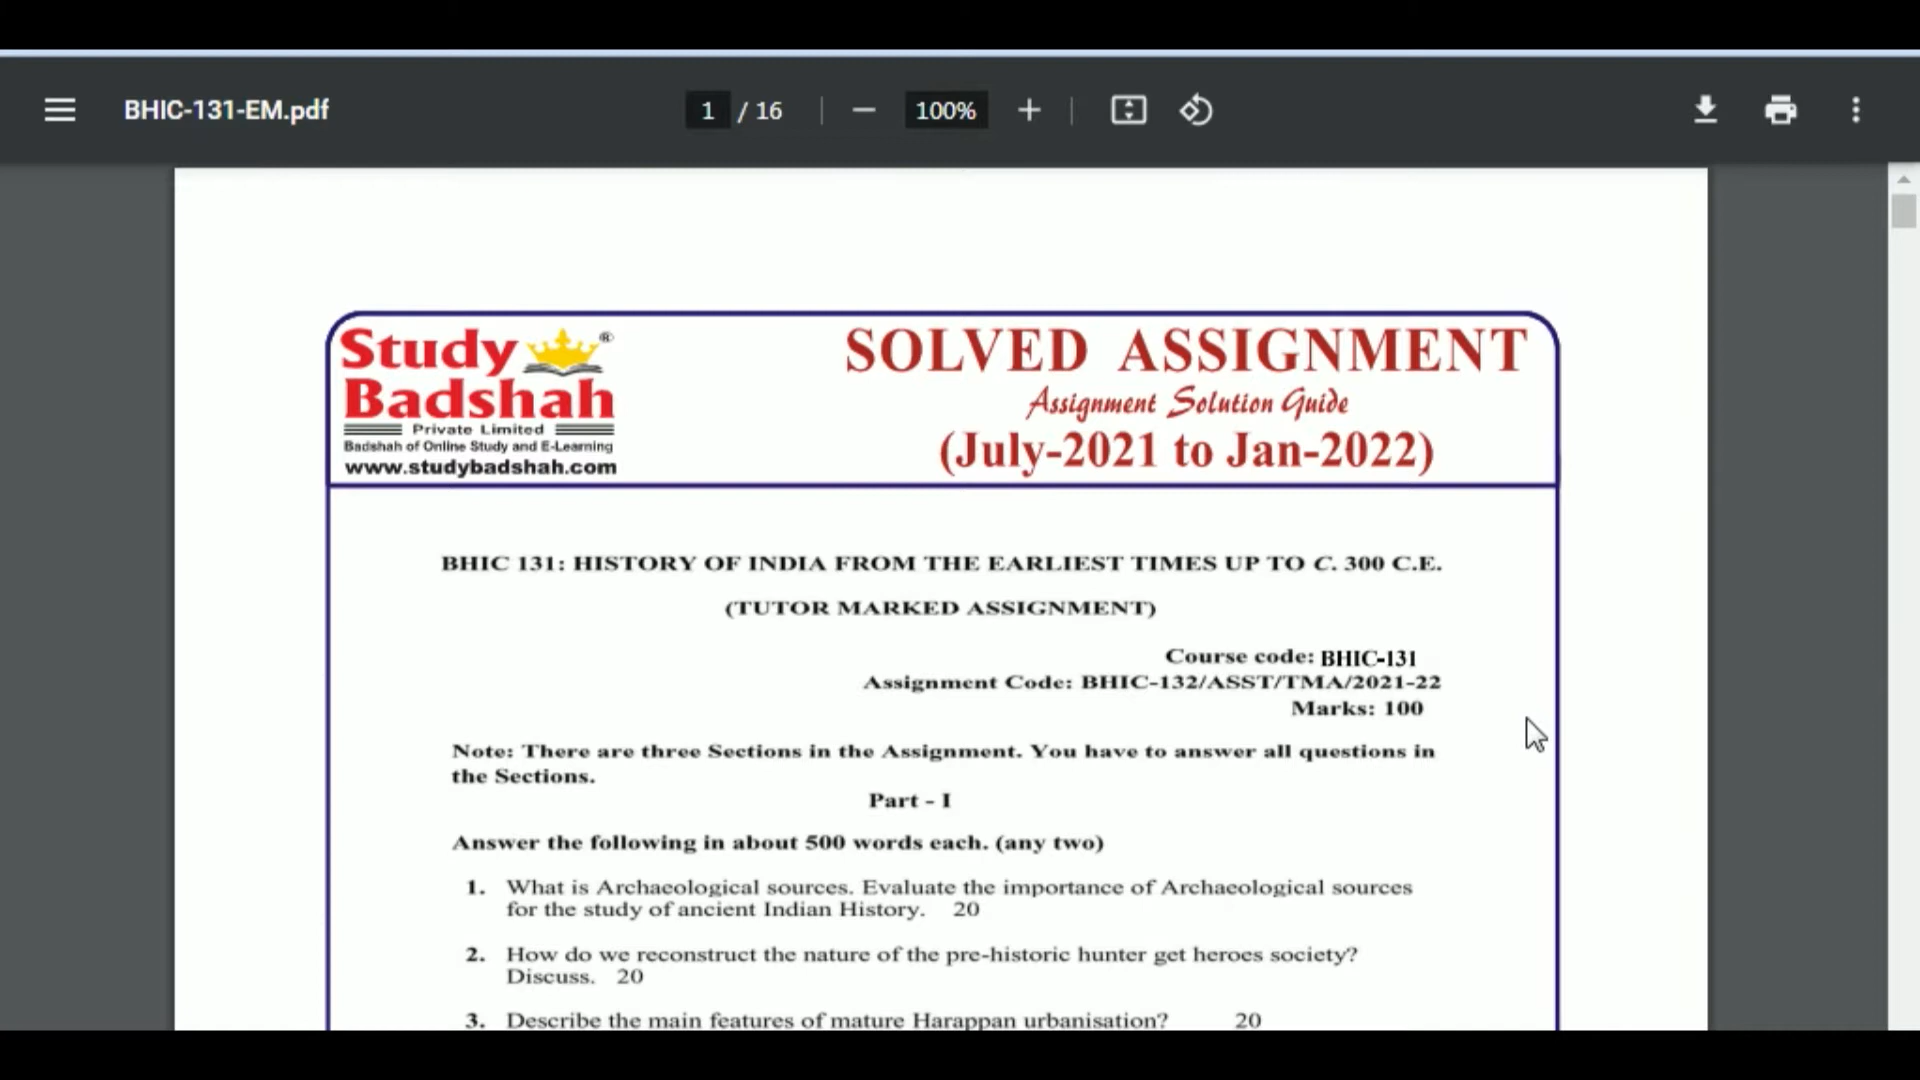 BHIC-131-EM.pdf
1 / 16
100%
Study ®
Badshah
Private Limited
Badshah of Online Study and E-Learning
www.studybadshah.com
SOLVED ASSIGNMENT
Assignment Solution Guide
(July-2021 to Jan-2022)
BHIC 131: HISTORY OF INDIA FROM THE EARLIEST TIMES UP TO C. 300 C.E.
(TUTOR MARKED ASSIGNMENT)
Course code: BHIC-131
Assignment Code: BHIC-132/ASST/TMA/2021-22
Marks: 100
Note: There are three Sections in the Assignment. You have to answer all questions in
the Sections.
Part - I
Answer the following in about 500 words each. (any two)
1. What is Archaeological sources. Evaluate the importance of Archaeological sources
for the study of ancient Indian History. 20
2. How do we reconstruct the nature of the pre-historic hunter get heroes society?
Discuss. 20
3. Describe the main features of mature Harappan urbanisation? 20